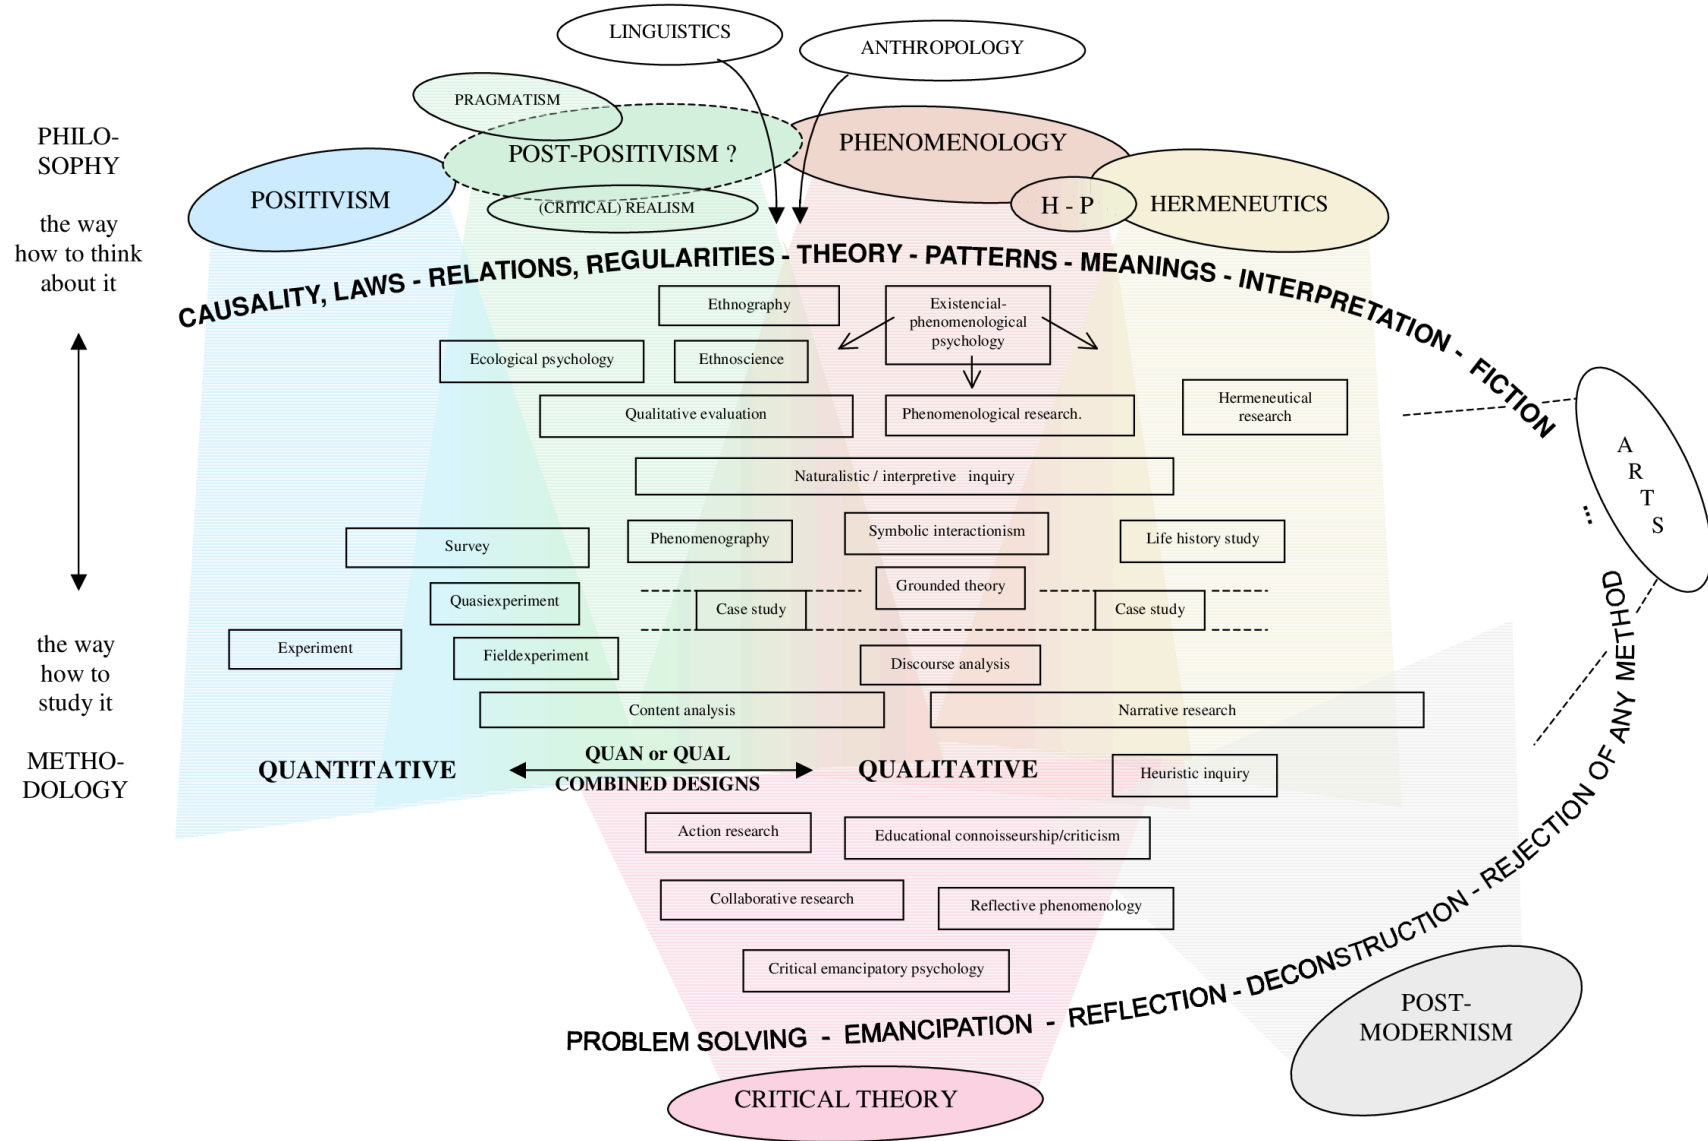 LINGUISTICS
ANTHROPOLOGY
PRAGMATISM
POST-POSITIVISM ?
(CRITICAL) REALISM
PHENOMENOLOGY
POSITIVISM
H - P
HERMENEUTICS
PHILO-
SOPHY
the way
how to think
about it
CAUSALITY, LAWS - RELATIONS, REGULARITIES - THEORY - PATTERNS - MEANINGS - INTERPRETATION - FICTION
...
Ethnography
Existencial-
phenomenological
psychology
Ecological psychology
Ethnoscience
Qualitative evaluation
Phenomenological research.
Hermeneutical
research
A
R
T
S
Naturalistic / interpretive inquiry
Survey
Phenomenography
Symbolic interactionism
Life history study
Quasiexperiment
Case study
Grounded theory
Case study
Experiment
Fieldexperiment
Discourse analysis
Content analysis
Narrative research
the way
how to
study it
METHO-
DOLOGY
QUANTITATIVE
QUAN or QUAL
COMBINED DESIGNS
QUALITATIVE
Heuristic inquiry
Action research
Educational connoisseurship/criticism
Collaborative research
Reflective phenomenology
Critical emancipatory psychology
PROBLEM SOLVING - EMANCIPATION - REFLECTION - DECONSTRUCTION - REJECTION OF ANY METHOD
POST-
MODERNISM
CRITICAL THEORY